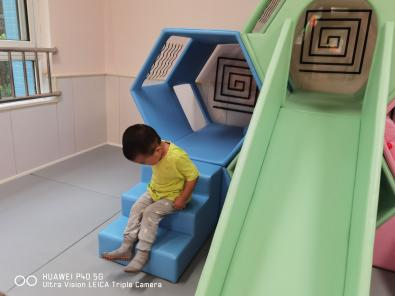 HUAWEI P40 5G
Ultra Vision LEICA Triple Camera